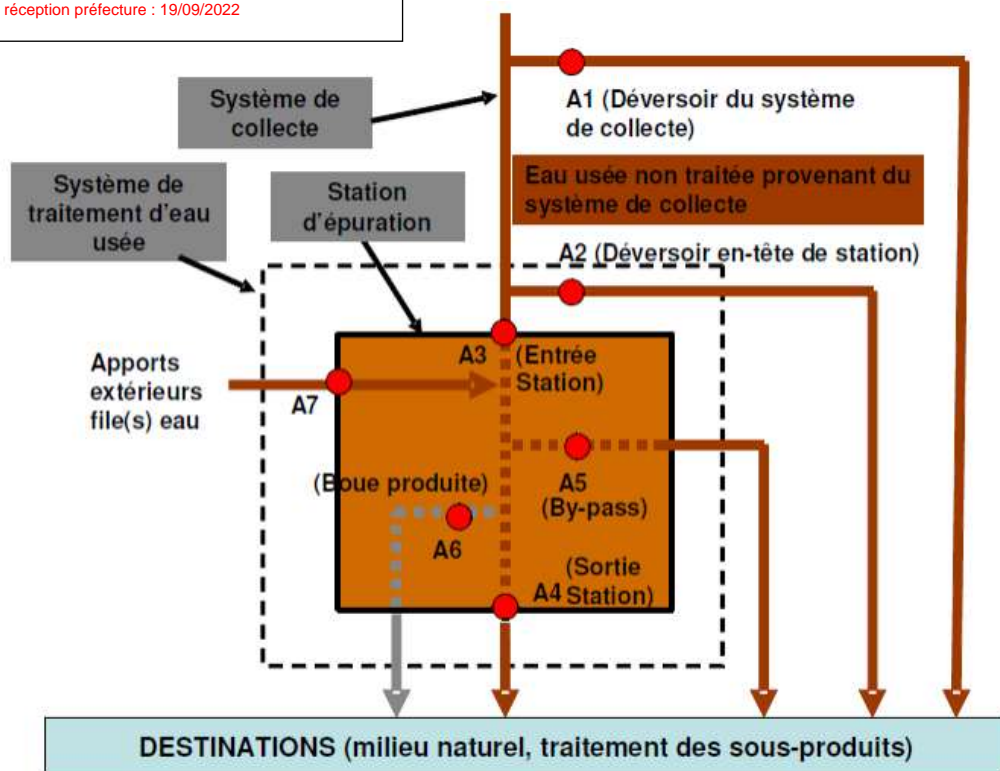 réception préfecture : 19/09/2022
Système de
collecte
A1 (Déversoir du système
de collecte)
Système de
traitement d'eau
usée
Station
d'épuration
Eau usée non traitée provenant du
système de collecte
A2 (Déversoir en-tête de station)
Apports
extérieurs
file(s) eau
A7
A3
(Entrée
Station)
(Boue produite)
A6
A5
(By-pass)
(Sortie
A4 Station)
DESTINATIONS (milieu naturel, traitement des sous-produits)